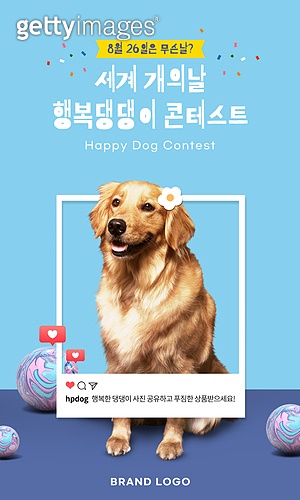 gettyimages®
8월 26일은 무슨날?
세계 개의날
행복댕댕이 콘테스트
Happy Dog Contest
hpdog 행복한 댕댕이 사진 공유하고 푸짐한 상품받으세요!
BRAND LOGO